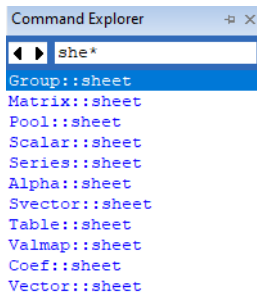 Command Explorer
she*
Group::sheet
Matrix::sheet
Pool::sheet
Scalar::sheet
Series::sheet
Alpha::sheet
Svector::sheet
Table::sheet
Valmap::sheet
Coef::sheet
Vector::sheet